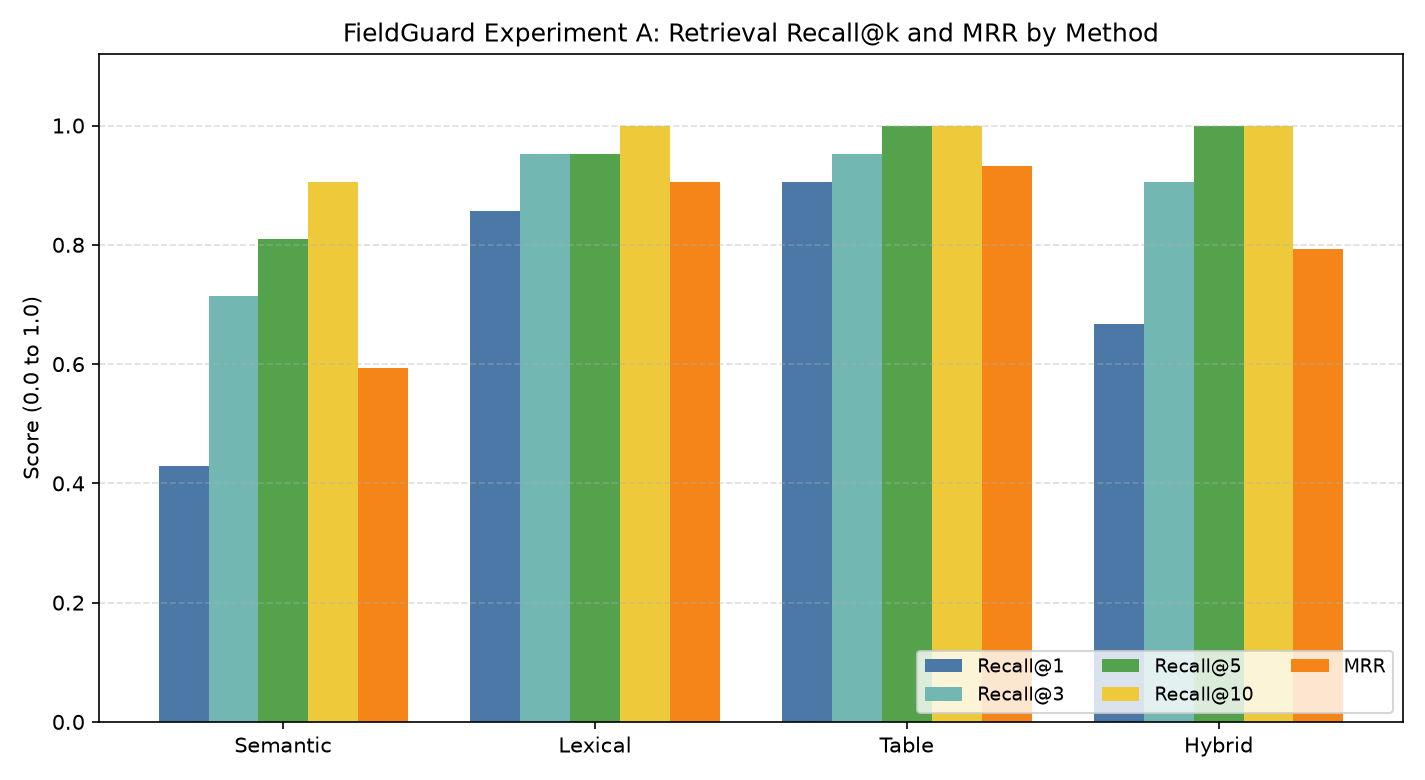 FieldGuard Experiment A: Retrieval Recall@k and MRR by Method
Score (0.0 to 1.0)
1.0
0.8
0.6
0.4
0.2
0.0
Semantic
Lexical
Table
Hybrid
Recall@1
Recall@3
Recall@5
Recall@10
MRR